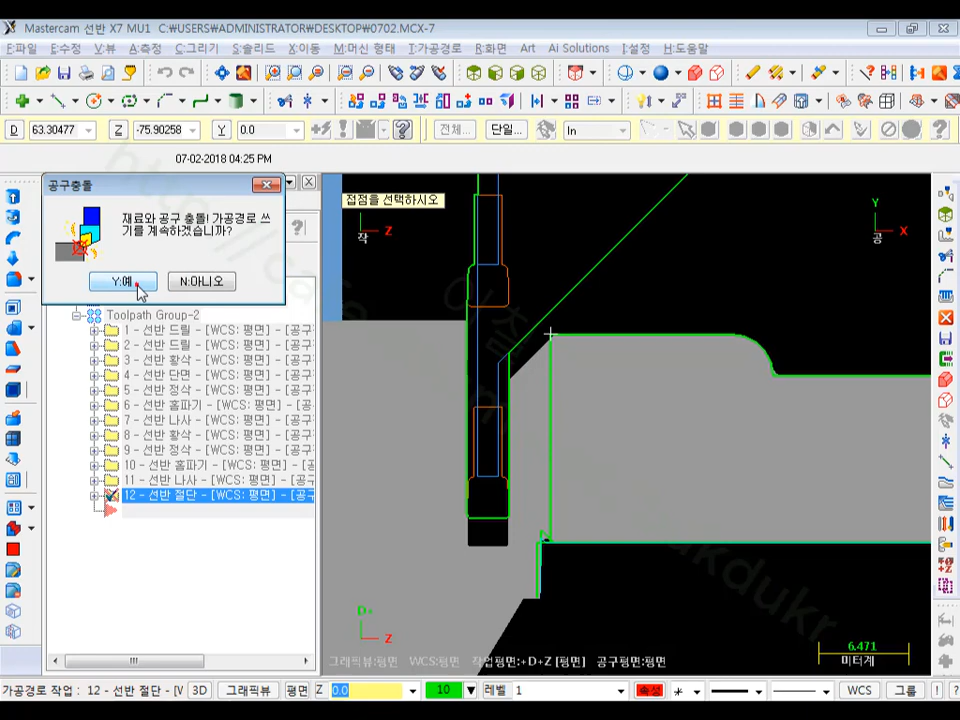 Mastercam 선반 X7 MU1 C:₩USERS₩ADMINISTRATOR₩DESKTOP₩0702.MCX-7
F:파일 E:수정 V:뷰 A:측정 C:그리기 S:솔리드 X:이동 M:머신 형태 T:가공경로 R:화면 Art Ai Solutions I:설정 H:도움말
D 63.30477 Z -75.90258 Y 0.0 전체... 단일... In
07-02-2018 04:25 PM
공구충돌
재료와 공구 충돌! 가공경로 쓰
기를 계속하겠습니까?
Y:예 N:아니오
접점을 선택하시오
작 Z
Y
공 X
Toolpath Group-2
1 - 선반 드릴 - [WCS: 평면] - [공구
2 - 선반 드릴 - [WCS: 평면] - [공구
3 - 선반 황삭 - [WCS: 평면] - [공구
4 - 선반 단면 - [WCS: 평면] - [공구
5 - 선반 정삭 - [WCS: 평면] - [공구
6 - 선반 홈파기 - [WCS: 평면] - [공
7 - 선반 나사 - [WCS: 평면] - [공구
8 - 선반 황삭 - [WCS: 평면] - [공구
9 - 선반 정삭 - [WCS: 평면] - [공구
10 - 선반 홈파기 - [WCS: 평면] - [
11 - 선반 나사 - [WCS: 평면] - [공
12 - 선반 절단 - [WCS: 평면] - [공구
D+
Z
그래픽뷰:평면 WCS:평면 작업평면:+D+Z [평면] 공구평면:평면
6.471
미터계
가공경로 작업 : 12 - 선반 절단 - [V 3D 그래픽뷰 평면 Z 0.0 10 레벨 1 속성 WCS 그룹 ! ?